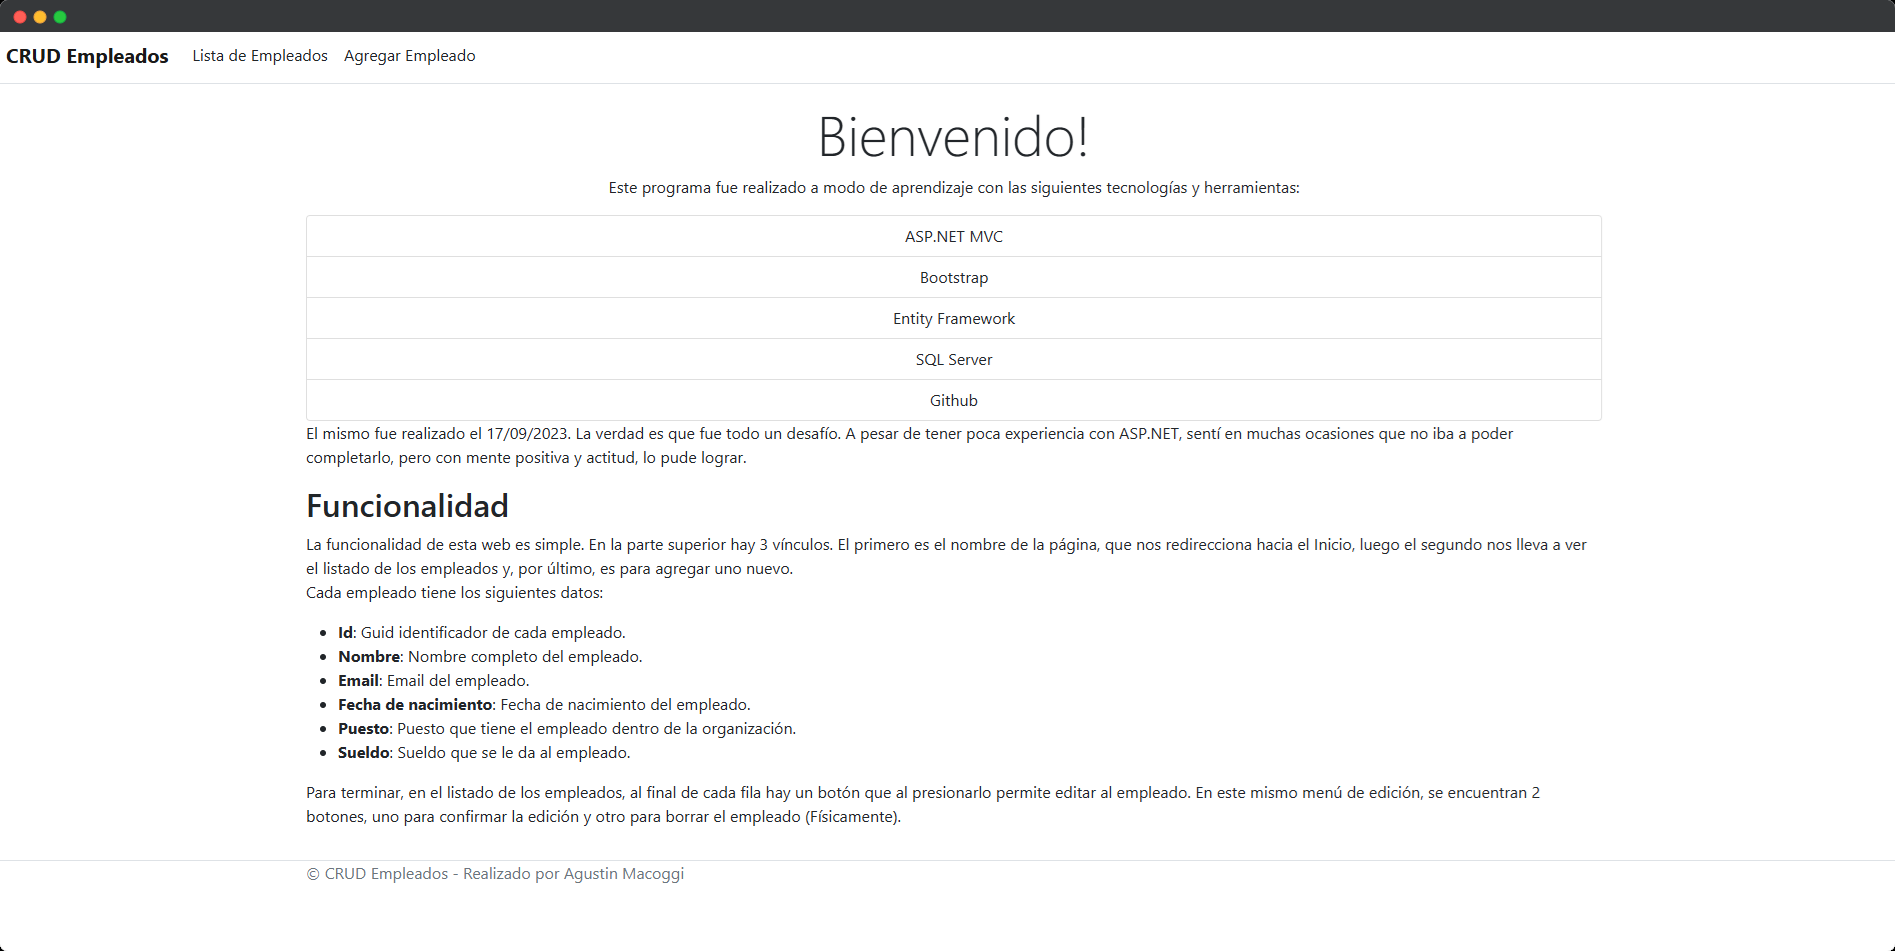 CRUD Empleados Lista de Empleados Agregar Empleado
Bienvenido!
Este programa fue realizado a modo de aprendizaje con las siguientes tecnologías y herramientas:
ASP.NET MVC
Bootstrap
Entity Framework
SQL Server
Github
El mismo fue realizado el 17/09/2023. La verdad es que fue todo un desafío. A pesar de tener poca experiencia con ASP.NET, sentí en muchas ocasiones que no iba a poder
completarlo, pero con mente positiva y actitud, lo pude lograr.
Funcionalidad
La funcionalidad de esta web es simple. En la parte superior hay 3 vínculos. El primero es el nombre de la página, que nos redirecciona hacia el Inicio, luego el segundo nos lleva a ver
el listado de los empleados y, por último, es para agregar uno nuevo.
Cada empleado tiene los siguientes datos:
• Id: Guid identificador de cada empleado.
• Nombre: Nombre completo del empleado.
• Email: Email del empleado.
• Fecha de nacimiento: Fecha de nacimiento del empleado.
• Puesto: Puesto que tiene el empleado dentro de la organización.
• Sueldo: Sueldo que se le da al empleado.
Para terminar, en el listado de los empleados, al final de cada fila hay un botón que al presionarlo permite editar al empleado. En este mismo menú de edición, se encuentran 2
botones, uno para confirmar la edición y otro para borrar el empleado (Físicamente).
© CRUD Empleados - Realizado por Agustin Macoggi